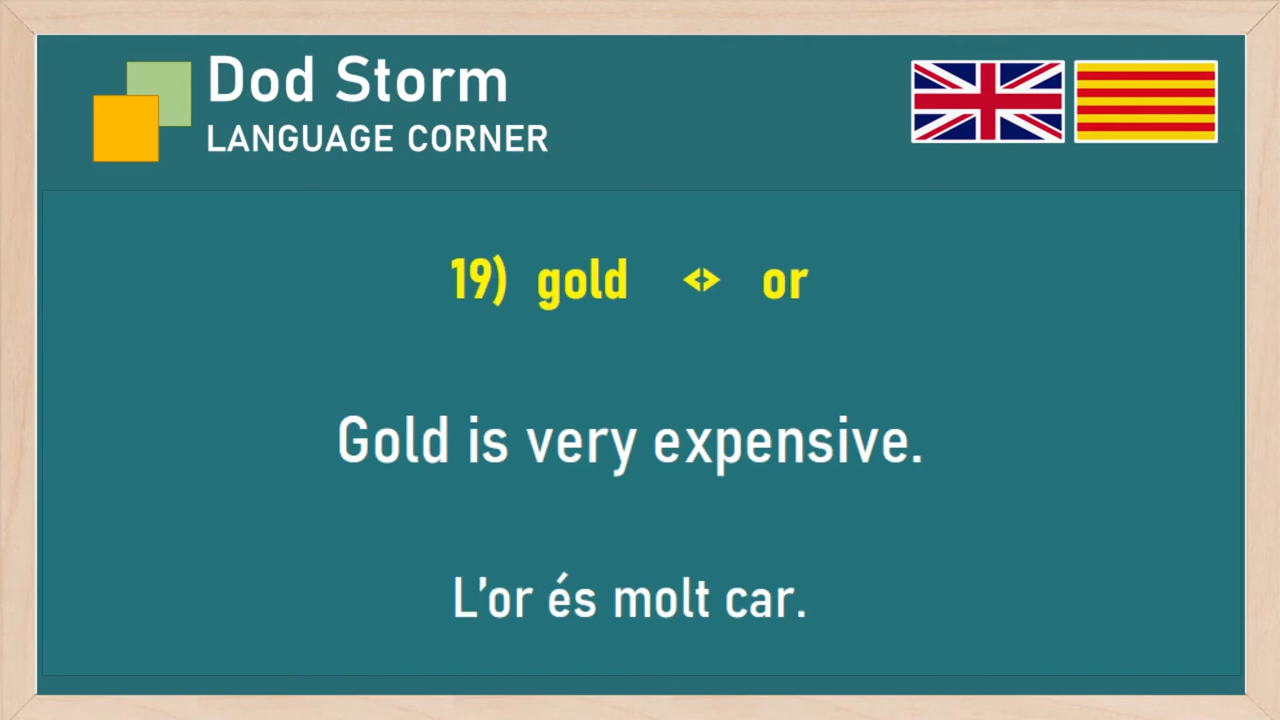 Dod Storm
LANGUAGE CORNER
19) gold <> or
Gold is very expensive.
L’or és molt car.